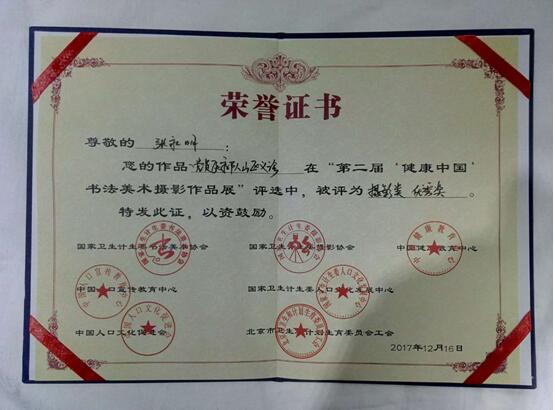 荣誉证书
尊敬的 张 :
您的作品 人山区义诊 在“第二届‘健康中国’
书法美术摄影作品展”评选中，被评为 摄影类 优秀奖。
特发此证，以资鼓励。
国家卫生计生委书法美术协会 国家卫生计生委摄影协会 中国健康教育中心
中国人口宣传教育中心 国家卫生计生委人口文化发展中心
中国人口文化促进会 北京市卫生和计划生育委员会工会
2017年12月16日